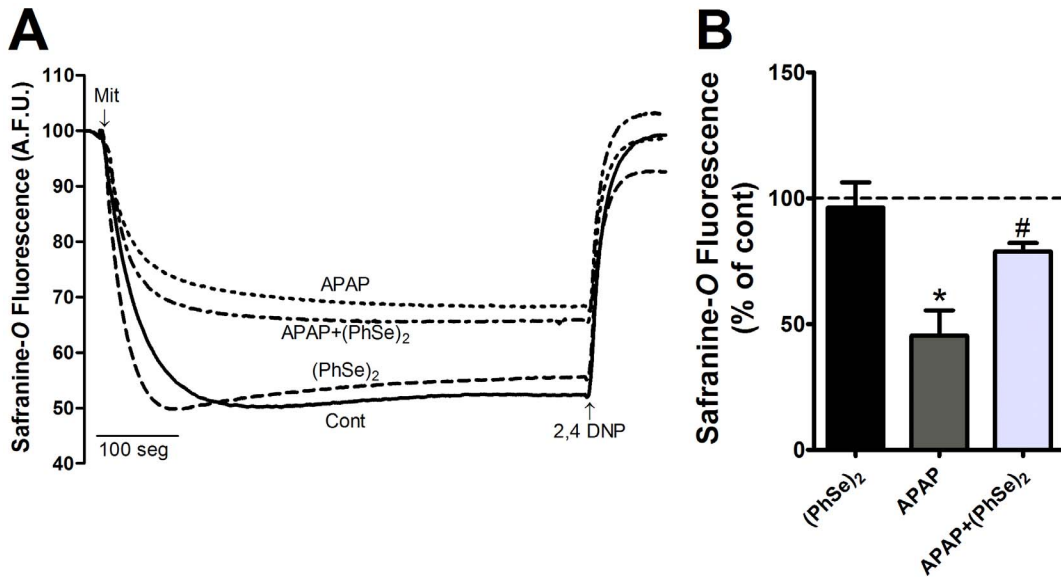 A
B
Safranine-O Fluorescence (A.F.U.)
110
100
90
80
70
60
50
40
Mit
↓
APAP
APAP+(PhSe)2
(PhSe)2
Cont
↑
2,4 DNP
100 seg
Safranine-O Fluorescence
(% of cont)
150
100
50
0
*
#
(PhSe)2
APAP
APAP+(PhSe)2